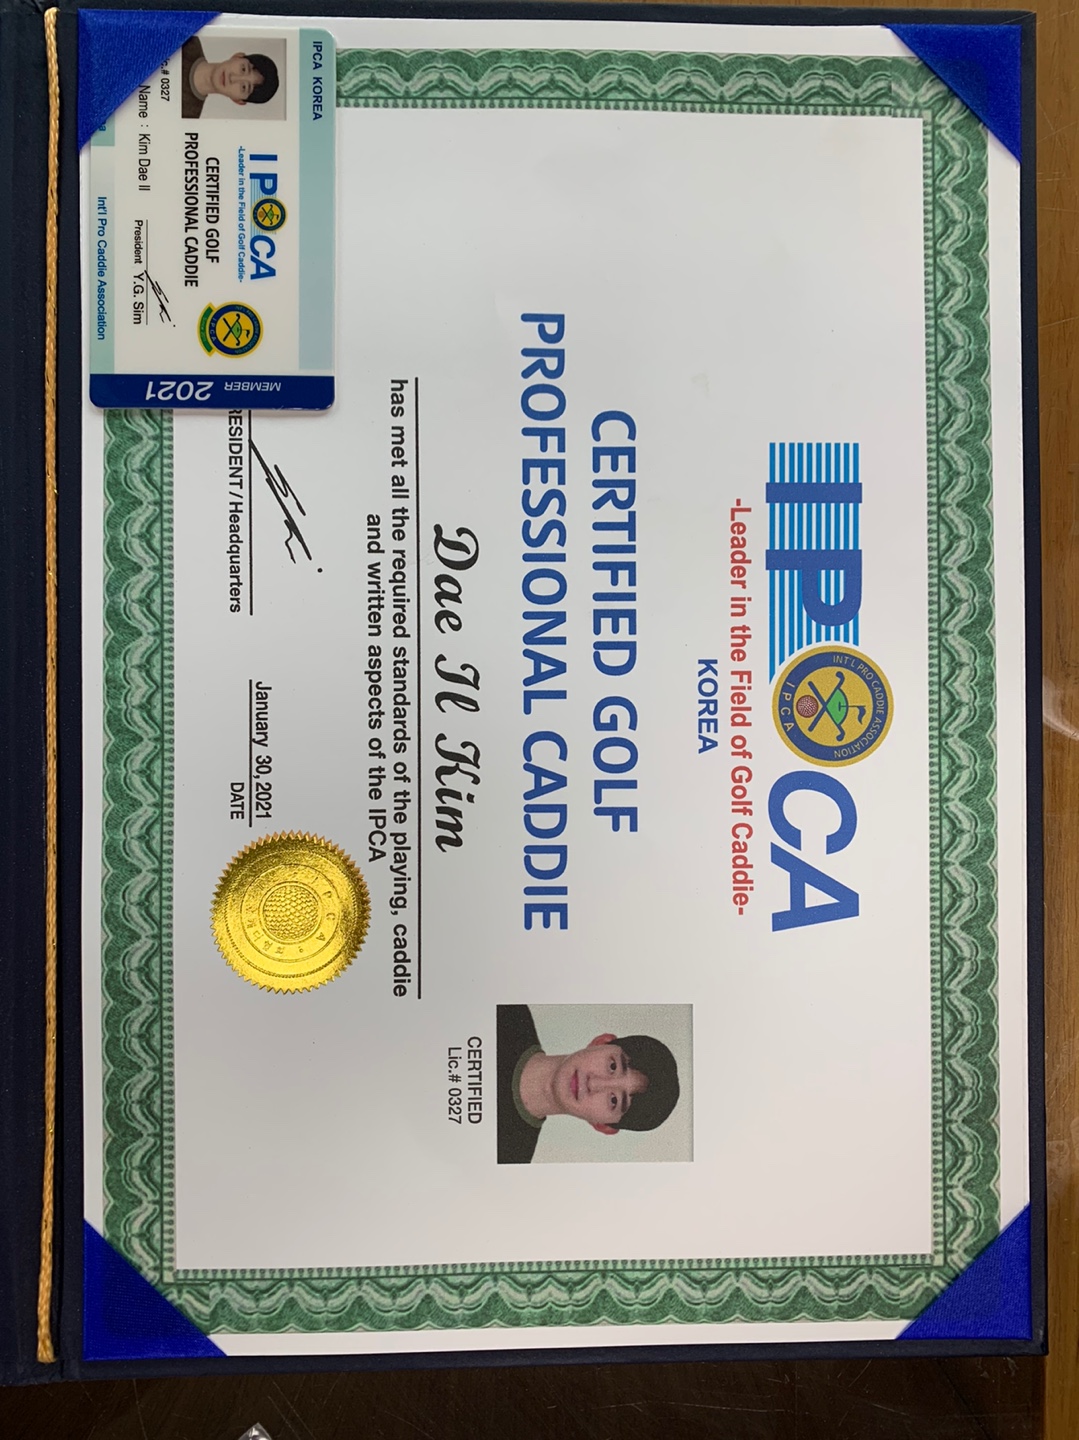 IPCA
INT'L PRO CADDIE ASSOCIATION
IPCA
-Leader in the Field of Golf Caddie-
KOREA
CERTIFIED GOLF
PROFESSIONAL CADDIE
CERTIFIED
Lic.# 0327
Dae Il Kim
has met all the required standards of the playing, caddie
and written aspects of the IPCA
January 30,2021
RESIDENT/Headquarters
DATE
IPCA KOREA
IPCA
-Leader in the Field of Golf Caddie-
CERTIFIED GOLF
PROFESSIONAL CADDIE
c.# 0327
Name : Kim Dae Il
President Y.G. Sim
Int'l Pro Caddie Association
MEMBER 2021